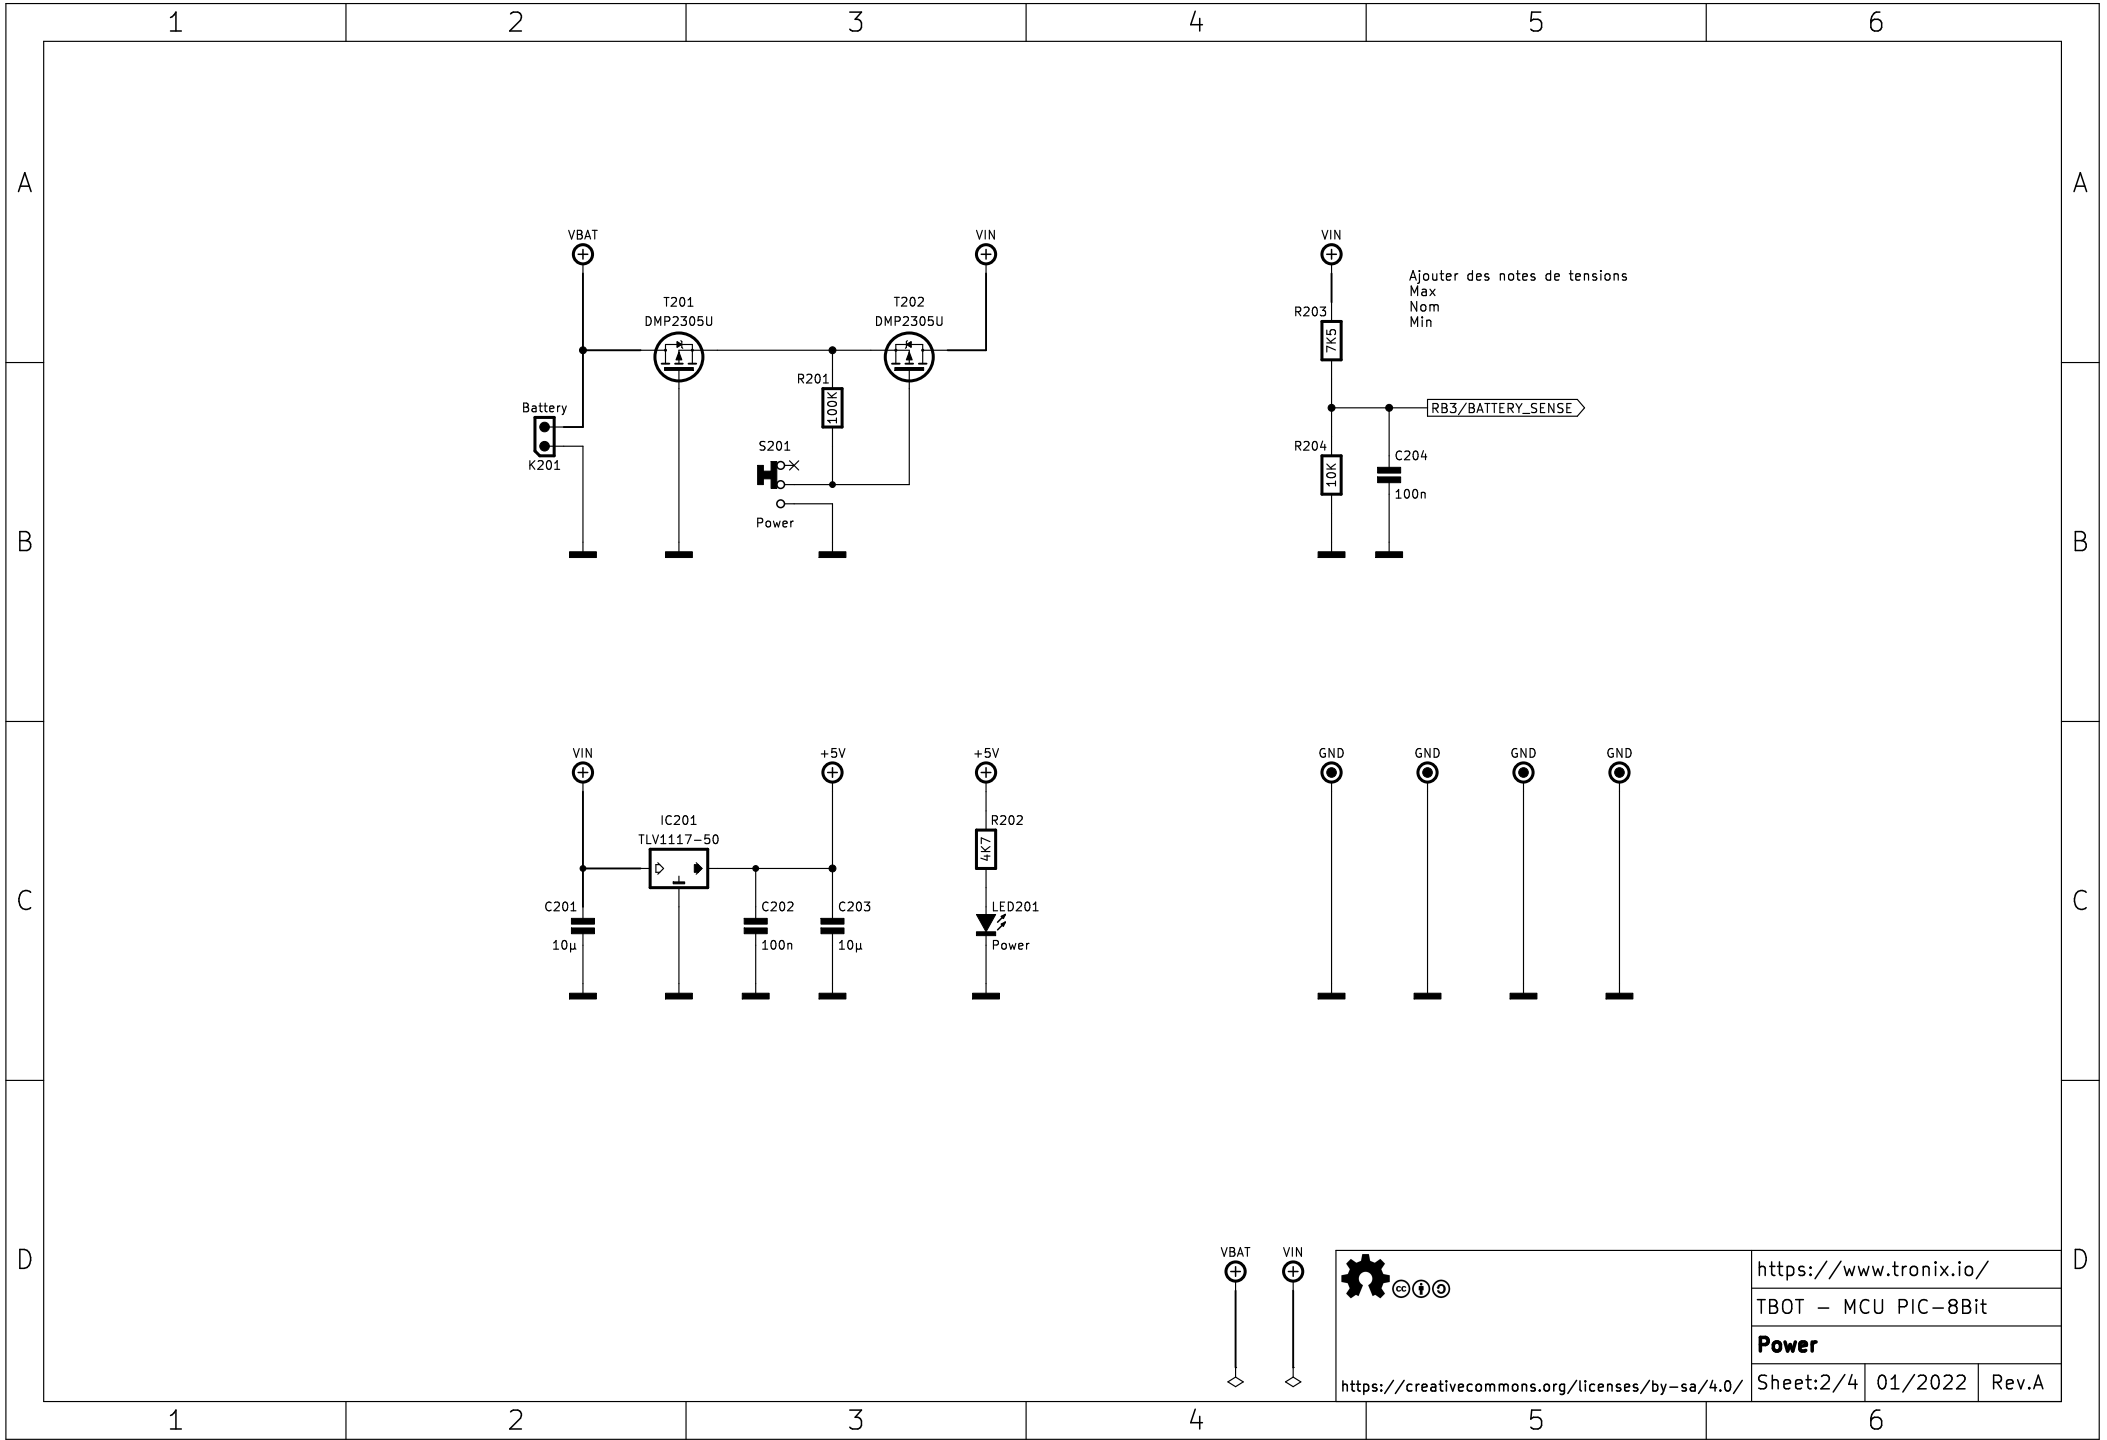 1 2 3 4 5 6
A A
VBAT VIN VIN
Ajouter des notes de tensions
Max
Nom
Min
T201 T202
DMP2305U DMP2305U
R203
7K5
R201
100K
Battery
K201
RB3/BATTERY_SENSE
S201
Power
R204
10K
C204
100n
B B
VIN +5V +5V GND GND GND GND
IC201
TLV1117-50
R202
4K7
C201
10µ
C202
100n
C203
10µ
LED201
Power
C C
VBAT VIN
D D
https://www.tronix.io/
TBOT - MCU PIC-8Bit
Power
https://creativecommons.org/licenses/by-sa/4.0/
Sheet:2/4 01/2022 Rev.A
1 2 3 4 5 6